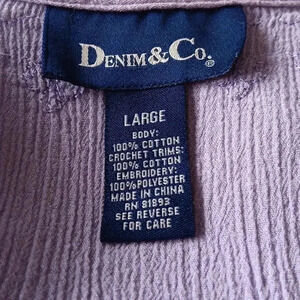 DENIM & CO.®
LARGE
BODY:
100% COTTON
CROCHET TRIMS:
100% COTTON
EMBROIDERY:
100% POLYESTER
MADE IN CHINA
RN 81893
SEE REVERSE
FOR CARE